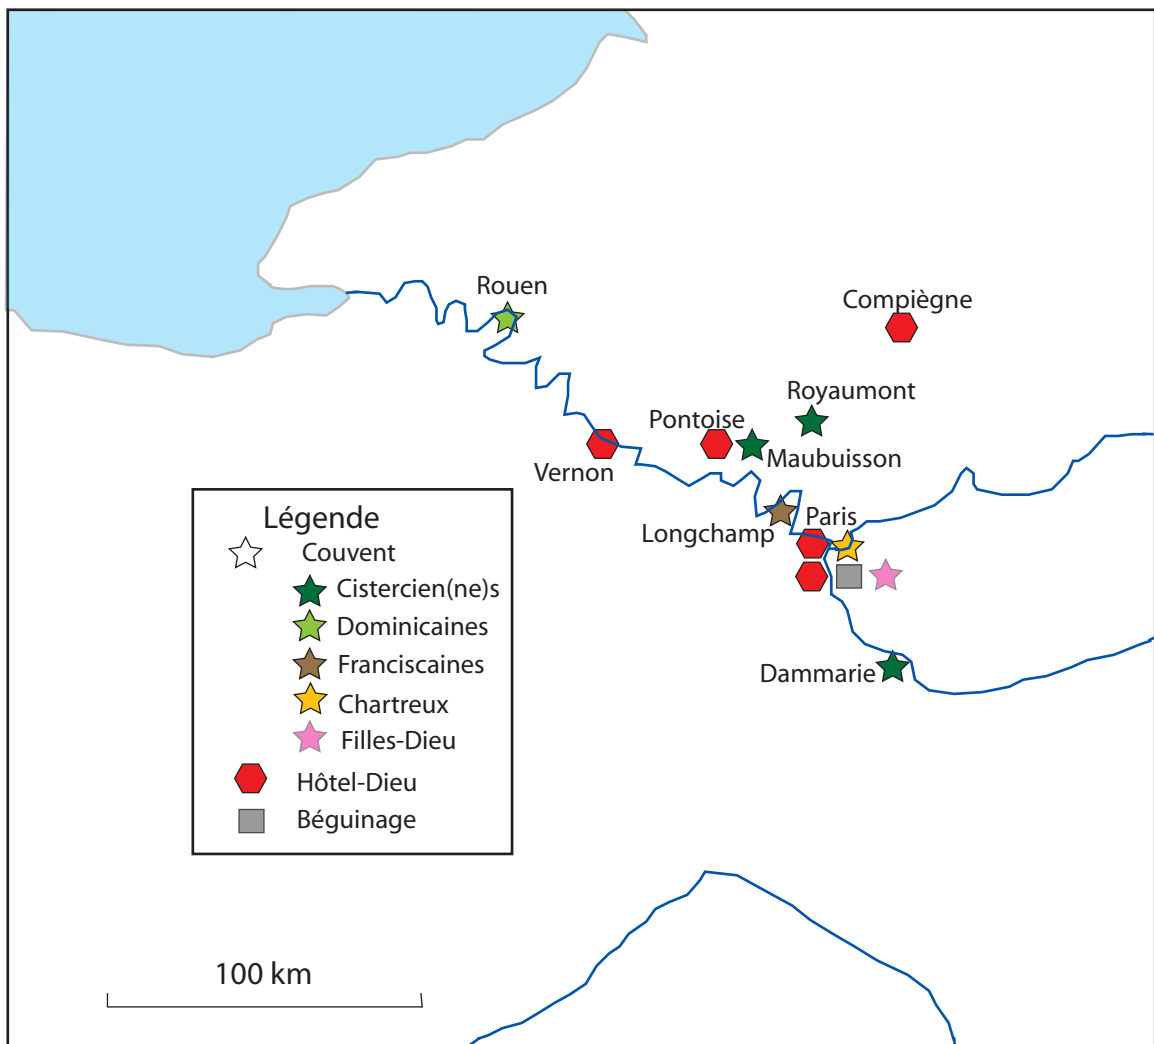 Rouen
Compiègne
Royaumont
Pontoise
Maubuisson
Vernon
Paris
Longchamp
Dammarie
Légende
Couvent
Cistercien(ne)s
Dominicaines
Franciscaines
Chartreux
Filles-Dieu
Hôtel-Dieu
Béguinage
100 km